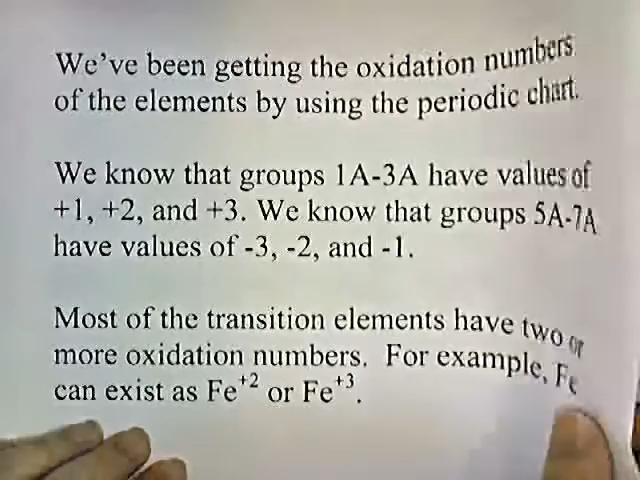 We've been getting the oxidation numbers
of the elements by using the periodic chart.
We know that groups 1A-3A have values of
+1, +2, and +3. We know that groups 5A-7A
have values of -3, -2, and -1.
Most of the transition elements have two or
more oxidation numbers. For example, Fe
can exist as Fe⁺² or Fe⁺³.